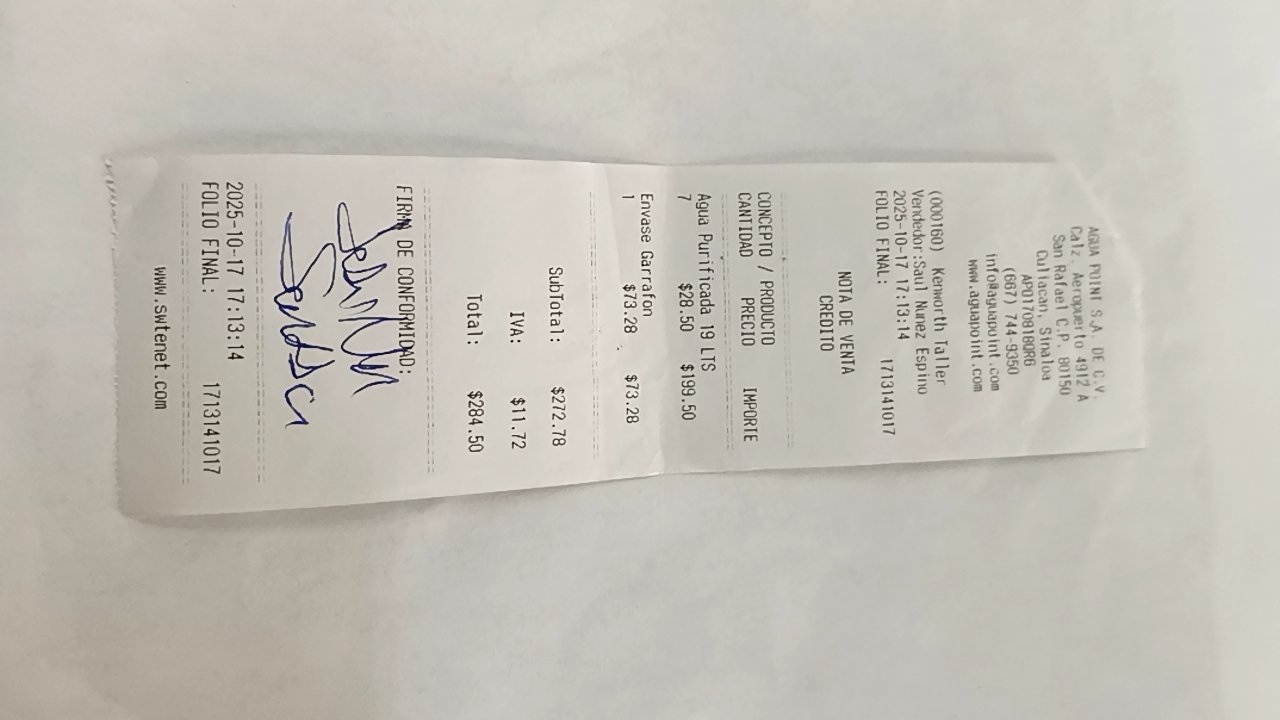 AGUA POINT S.A. DE C.V.
Calz. Aeropuerto 4912 A
San Rafael C.P. 80150
Culiacan, Sinaloa
APO170818QR6
(667) 744-9350
info@aguapoint.com
www.aguapoint.com
(000160) Kenworth Taller
Vendedor:Saul Nunez Espino
2025-10-17 17:13:14
FOLIO FINAL: 1713141017
NOTA DE VENTA
CREDITO
CONCEPTO / PRODUCTO
CANTIDAD PRECIO IMPORTE
Agua Purificada 19 LTS
7 $28.50 $199.50
Envase Garrafon
1 $73.28 $73.28
SubTotal: $272.78
IVA: $11.72
Total: $284.50
FIRMA DE CONFORMIDAD:
2025-10-17 17:13:14
FOLIO FINAL: 1713141017
www.swtenet.com